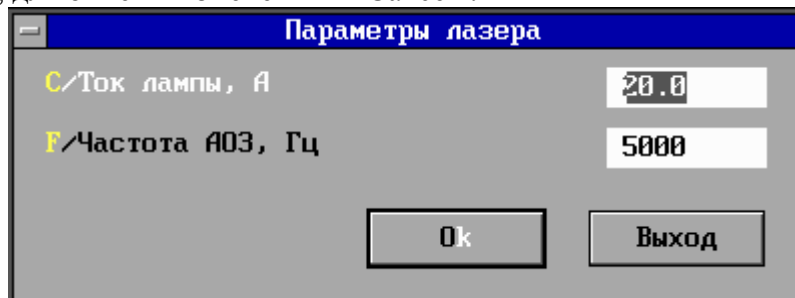 Параметры лазера
C/Ток лампы, А
20.0
F/Частота АОЗ, Гц
5000
Ok
Выход